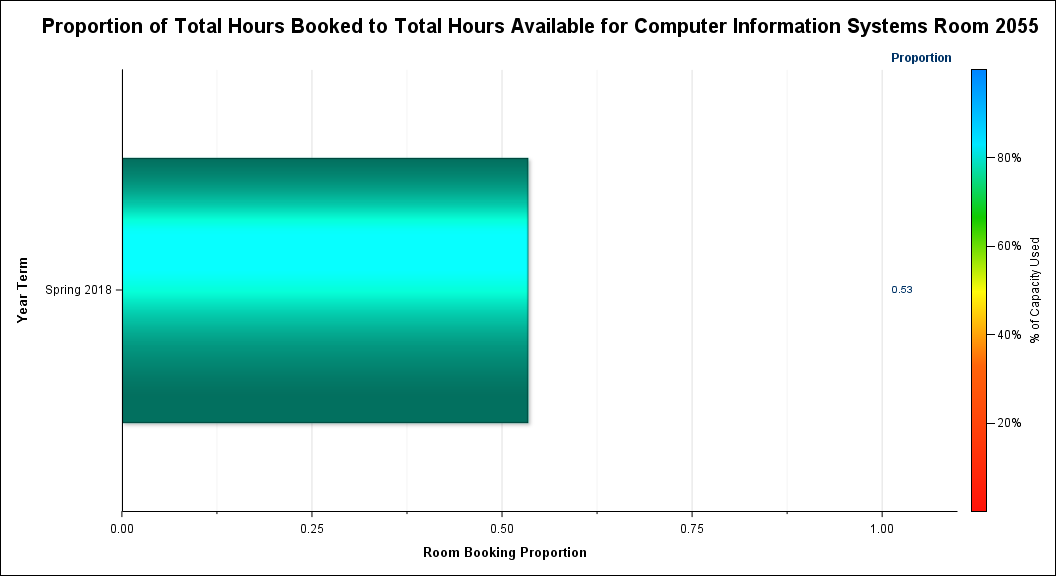 Proportion of Total Hours Booked to Total Hours Available for Computer Information Systems Room 2055
Proportion
80%
60%
40%
20%
% of Capacity Used
Year Term
Spring 2018
0.53
0.00
0.25
0.50
0.75
1.00
Room Booking Proportion